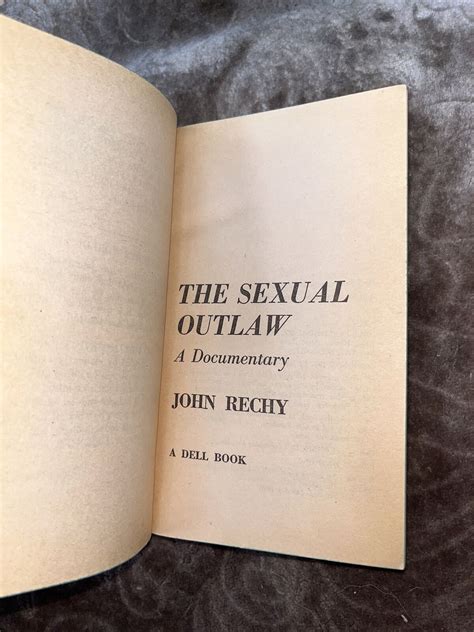 THE SEXUAL
OUTLAW
A Documentary
JOHN RECHY
A DELL BOOK